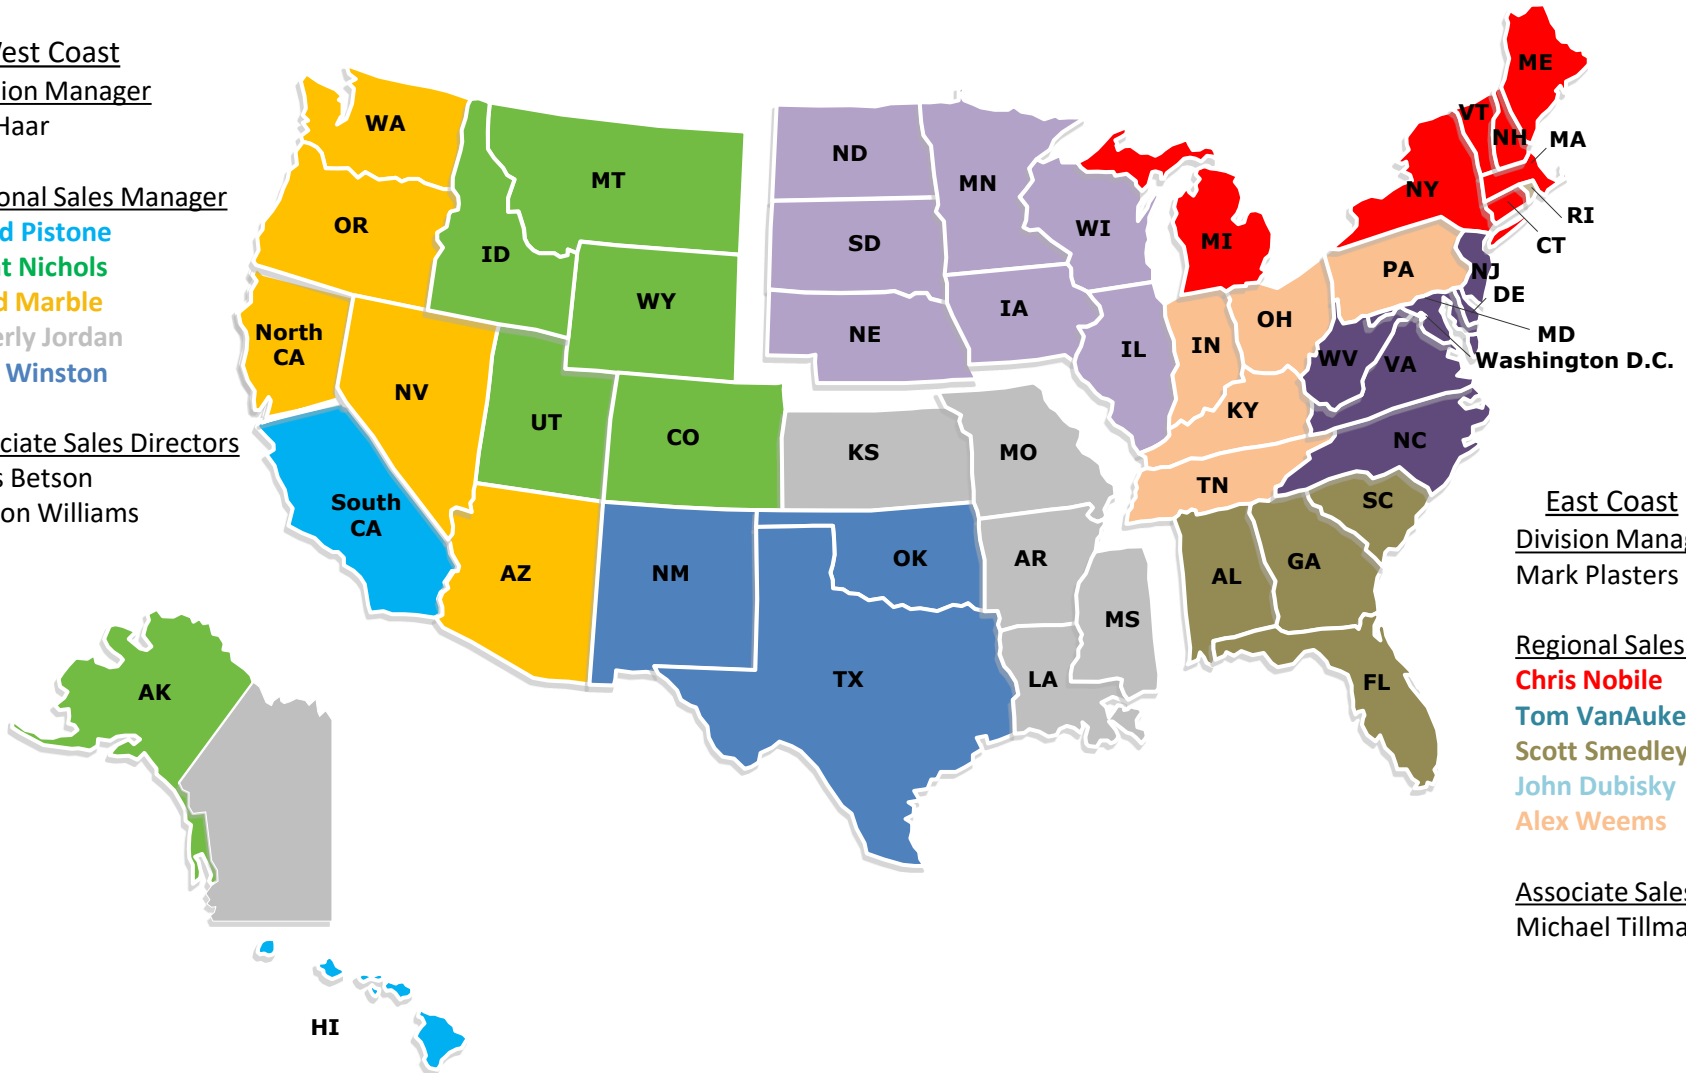 West Coast
ion Manager
Haar
onal Sales Manager
d Pistone
t Nichols
d Marble
erly Jordan
Winston
ciate Sales Directors
s Betson
on Williams
WA
OR
North
CA
South
CA
NV
ID
MT
WY
UT
CO
AZ
NM
ND
SD
NE
KS
OK
TX
MN
IA
MO
AR
LA
WI
IL
MS
MI
IN
OH
KY
TN
AL
GA
FL
SC
NC
VA
WV
PA
NY
VT
NH
ME
MA
RI
CT
NJ
DE
MD
Washington D.C.
AK
HI
East Coast
Division Manag
Mark Plasters
Regional Sales
Chris Nobile
Tom VanAuke
Scott Smedley
John Dubisky
Alex Weems
Associate Sales
Michael Tillma